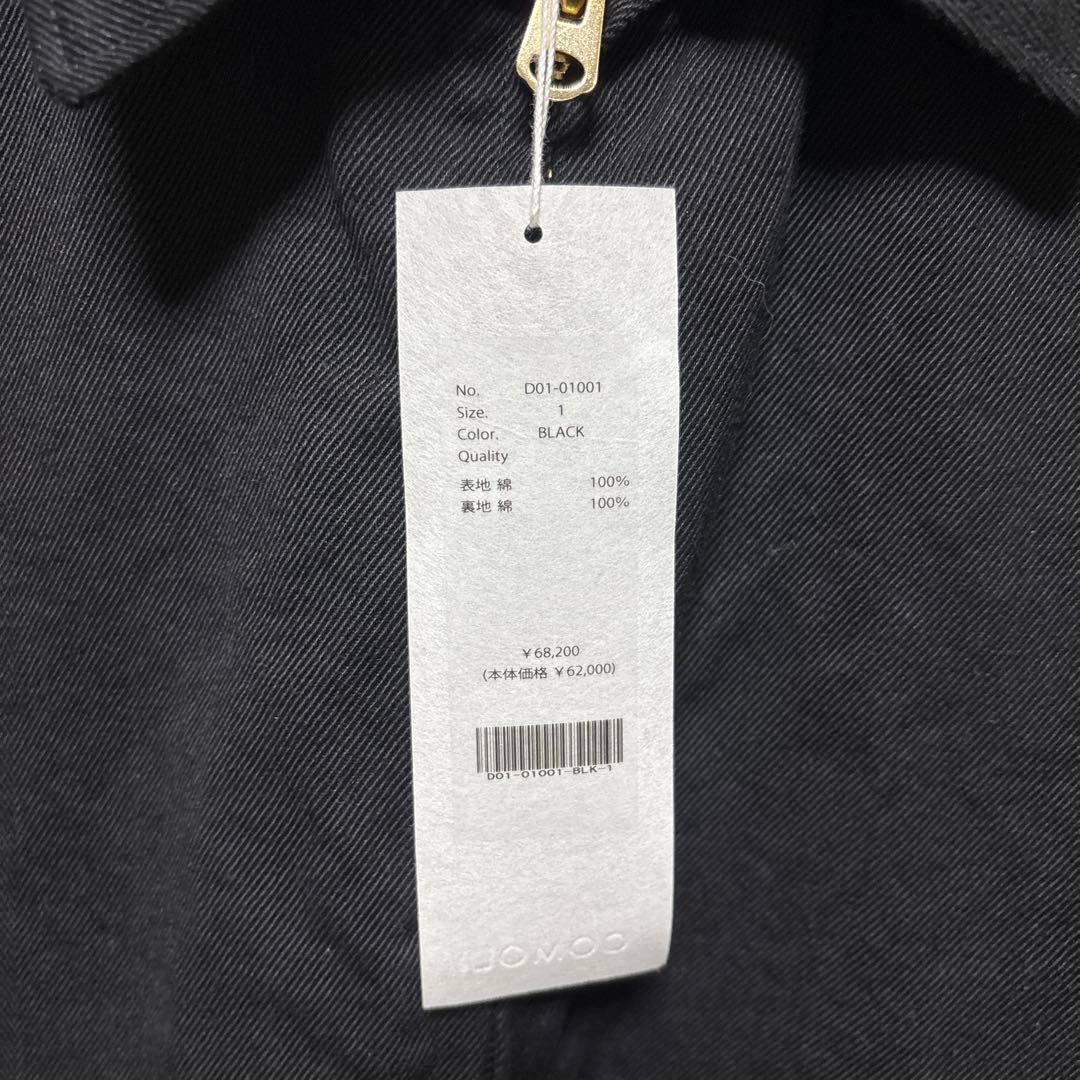 No. D01-01001
Size. 1
Color. BLACK
Quality
表地 綿 100%
裏地 綿 100%
￥68,200
(本体価格 ￥62,000)
D01-01001-BLK-1